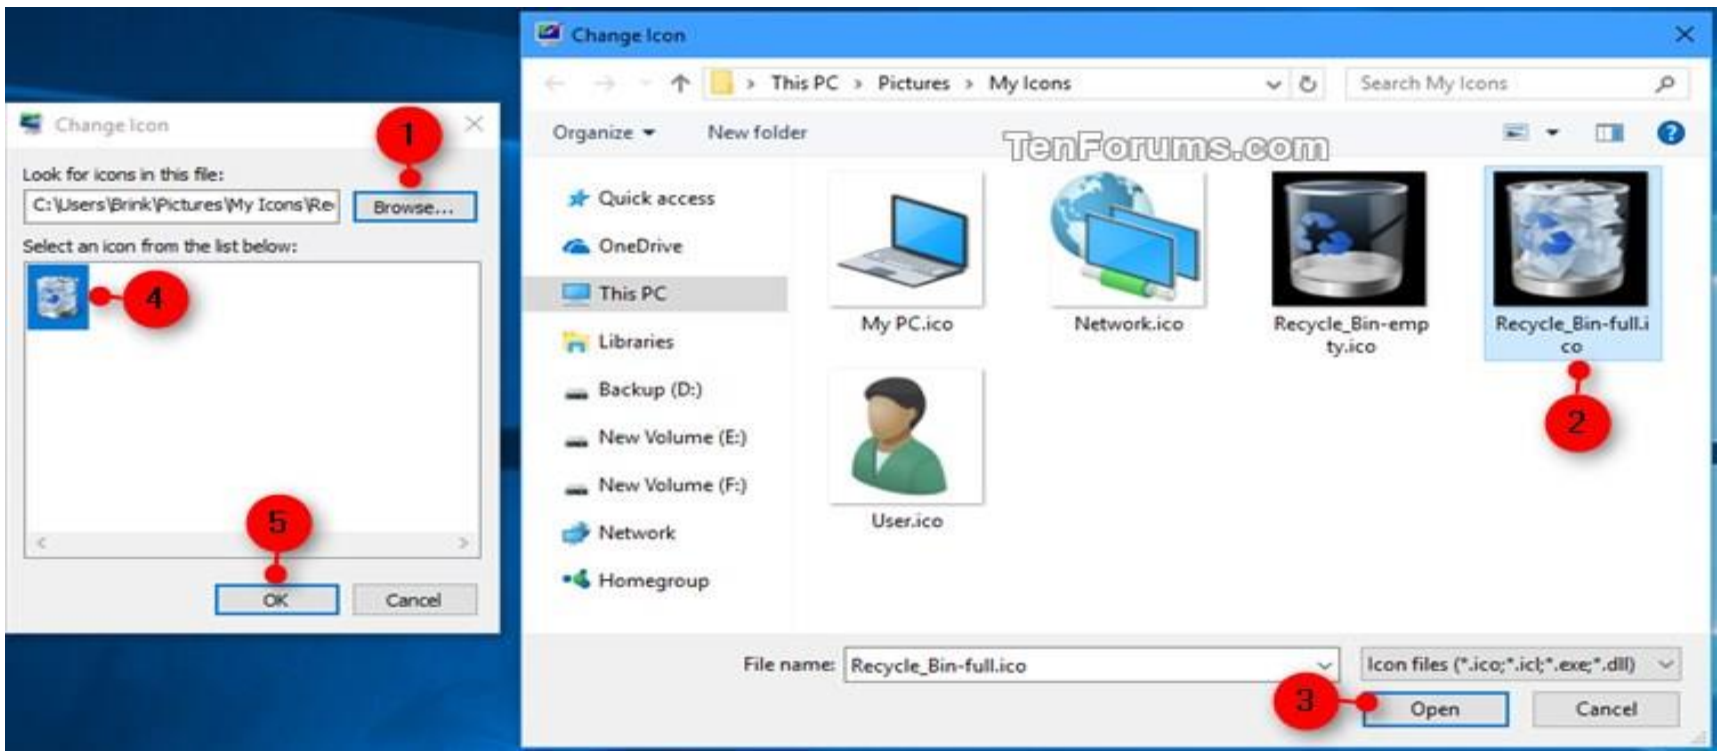 Change Icon
1
Look for icons in this file:
C:\Users\Brink\Pictures\My Icons\Re
Browse...
Select an icon from the list below:
4
5
OK
Cancel
Change Icon
This PC > Pictures > My Icons
Search My Icons
Organize
New folder
TenForums.com
Quick access
OneDrive
This PC
Libraries
Backup (D:)
New Volume (E:)
New Volume (F:)
Network
Homegroup
My PC.ico
Network.ico
Recycle_Bin-emp
ty.ico
Recycle_Bin-full.i
co
2
User.ico
File name:
Recycle_Bin-full.ico
Icon files (*.ico;*.icl;*.exe;*.dll)
3
Open
Cancel